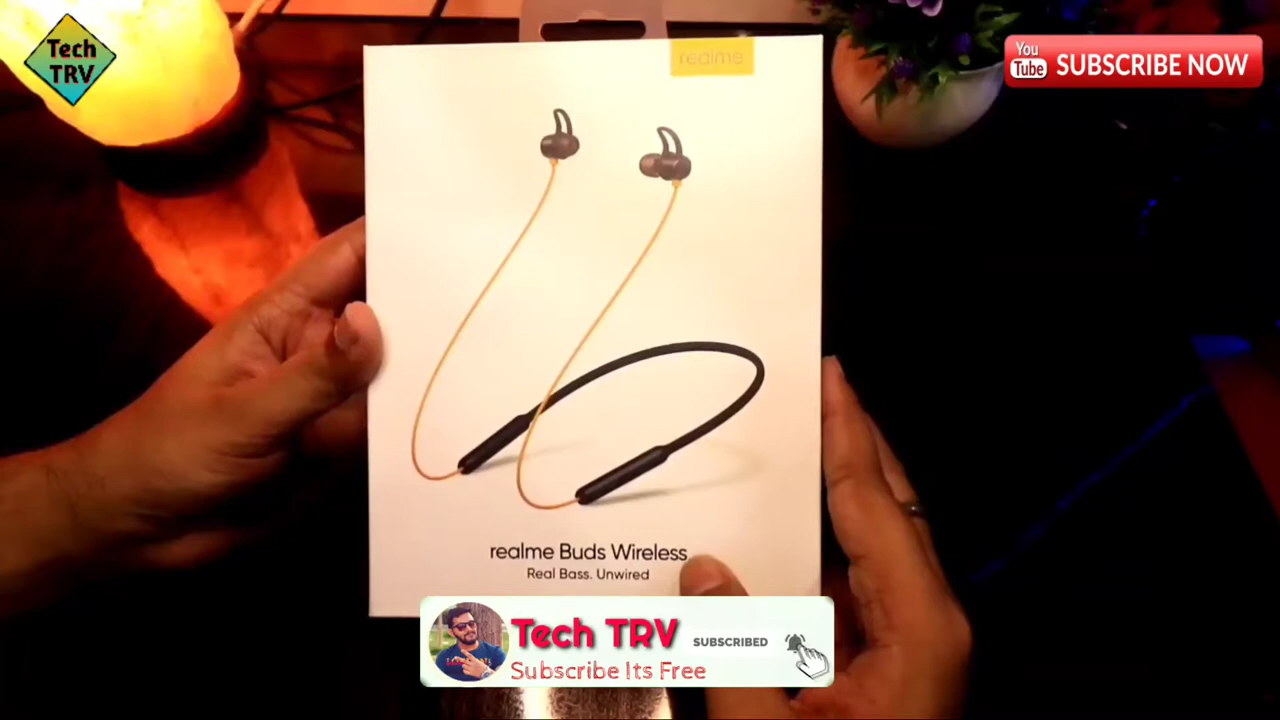 Tech
TRV
realme
You
Tube
SUBSCRIBE NOW
realme Buds Wireless
Real Bass. Unwired
Tech TRV
SUBSCRIBED
Subscribe Its Free